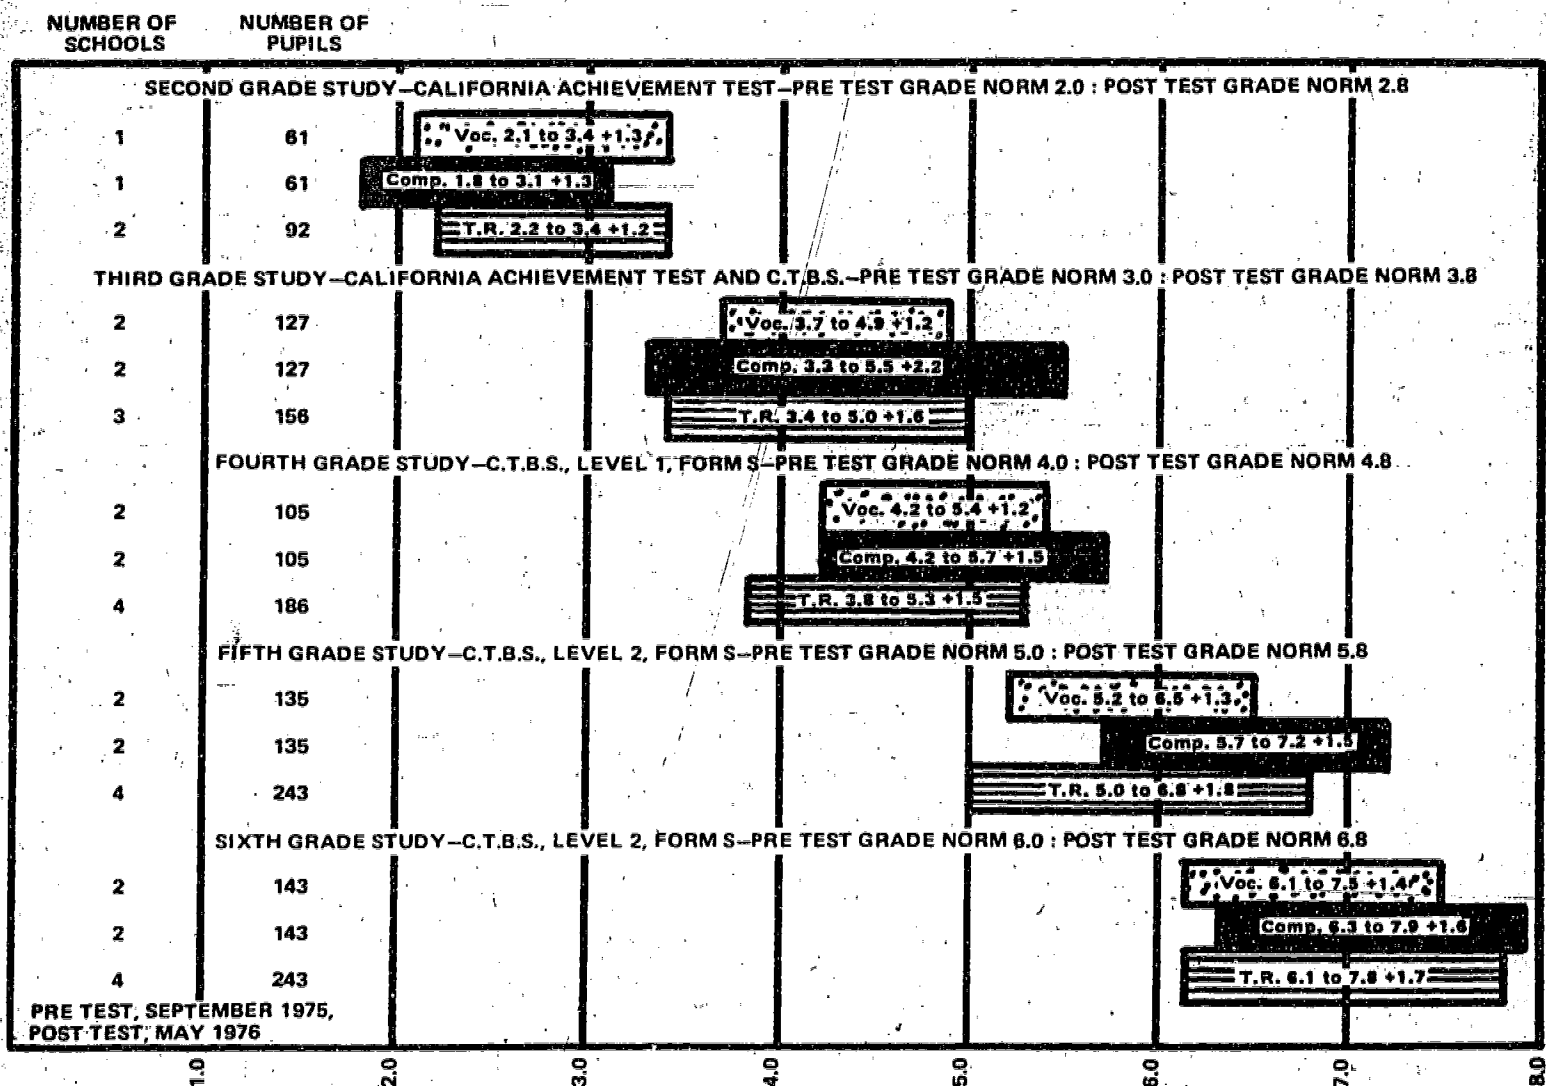 NUMBER OF SCHOOLS
NUMBER OF PUPILS
SECOND GRADE STUDY–CALIFORNIA ACHIEVEMENT TEST–PRE TEST GRADE NORM 2.0 : POST TEST GRADE NORM 2.8
1 61 Voc. 2.1 to 3.4 +1.3
1 61 Comp. 1.8 to 3.1 +1.3
2 92 T.R. 2.2 to 3.4 +1.2
THIRD GRADE STUDY–CALIFORNIA ACHIEVEMENT TEST AND C.T.B.S.–PRE TEST GRADE NORM 3.0 : POST TEST GRADE NORM 3.8
2 127 Voc. 3.7 to 4.9 +1.2
2 127 Comp. 3.3 to 5.5 +2.2
3 156 T.R. 3.4 to 5.0 +1.6
FOURTH GRADE STUDY–C.T.B.S., LEVEL 1, FORM S–PRE TEST GRADE NORM 4.0 : POST TEST GRADE NORM 4.8
2 105 Voc. 4.2 to 5.4 +1.2
2 105 Comp. 4.2 to 5.7 +1.5
4 186 T.R. 3.8 to 5.3 +1.5
FIFTH GRADE STUDY–C.T.B.S., LEVEL 2, FORM S–PRE TEST GRADE NORM 5.0 : POST TEST GRADE NORM 5.8
2 135 Voc. 5.2 to 6.5 +1.3
2 135 Comp. 5.7 to 7.2 +1.5
4 243 T.R. 5.0 to 6.8 +1.8
SIXTH GRADE STUDY–C.T.B.S., LEVEL 2, FORM S–PRE TEST GRADE NORM 6.0 : POST TEST GRADE NORM 6.8
2 143 Voc. 6.1 to 7.5 +1.4
2 143 Comp. 6.3 to 7.9 +1.6
4 243 T.R. 6.1 to 7.8 +1.7
PRE TEST, SEPTEMBER 1975,
POST TEST, MAY 1976
1.0 2.0 3.0 4.0 5.0 6.0 7.0 8.0